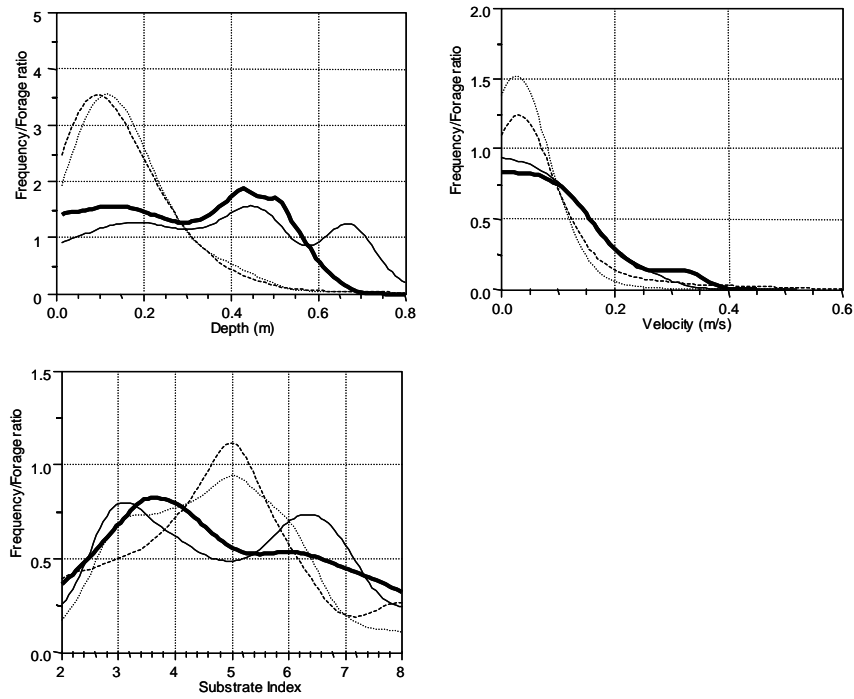 5
4
3
2
1
0
Frequency/Forage ratio
0.0 0.2 0.4 0.6 0.8
Depth (m)
2.0
1.5
1.0
0.5
0.0
Frequency/Forage ratio
0.0 0.2 0.4 0.6
Velocity (m/s)
1.5
1.0
0.5
0.0
Frequency/Forage ratio
2 3 4 5 6 7 8
Substrate Index